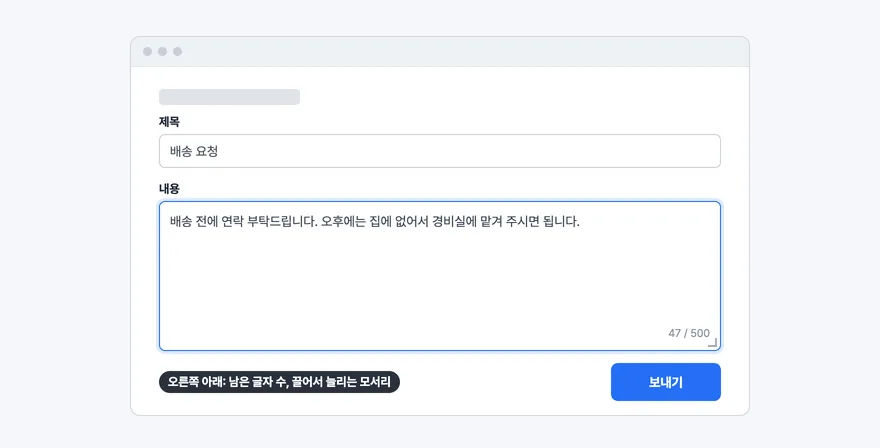 제목
배송 요청
내용
배송 전에 연락 부탁드립니다. 오후에는 집에 없어서 경비실에 맡겨 주시면 됩니다.
47 / 500
오른쪽 아래: 남은 글자 수, 끌어서 늘리는 모서리
보내기